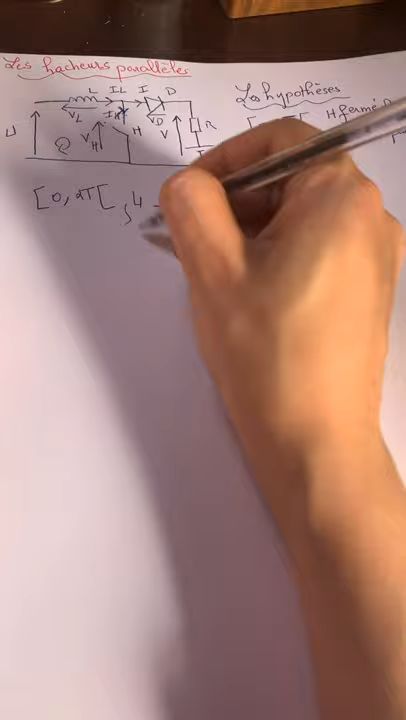 Les hacheurs parallèles
Les hypothèses
L IL I D
VL IH VD
U VH H V R
H fermé
[0, αT[